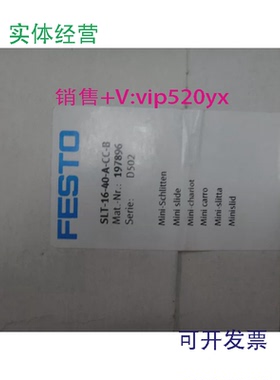 实体经营
销售+V:vip520yx
FESTO
SLT-16-40-A-CC-B
Mat.-Nr.: 197896
Serie: D502
Mini-Schlitten
Mini slide
Mini-chariot
Mini carro
Mini-slitta
Minislid
可开发票